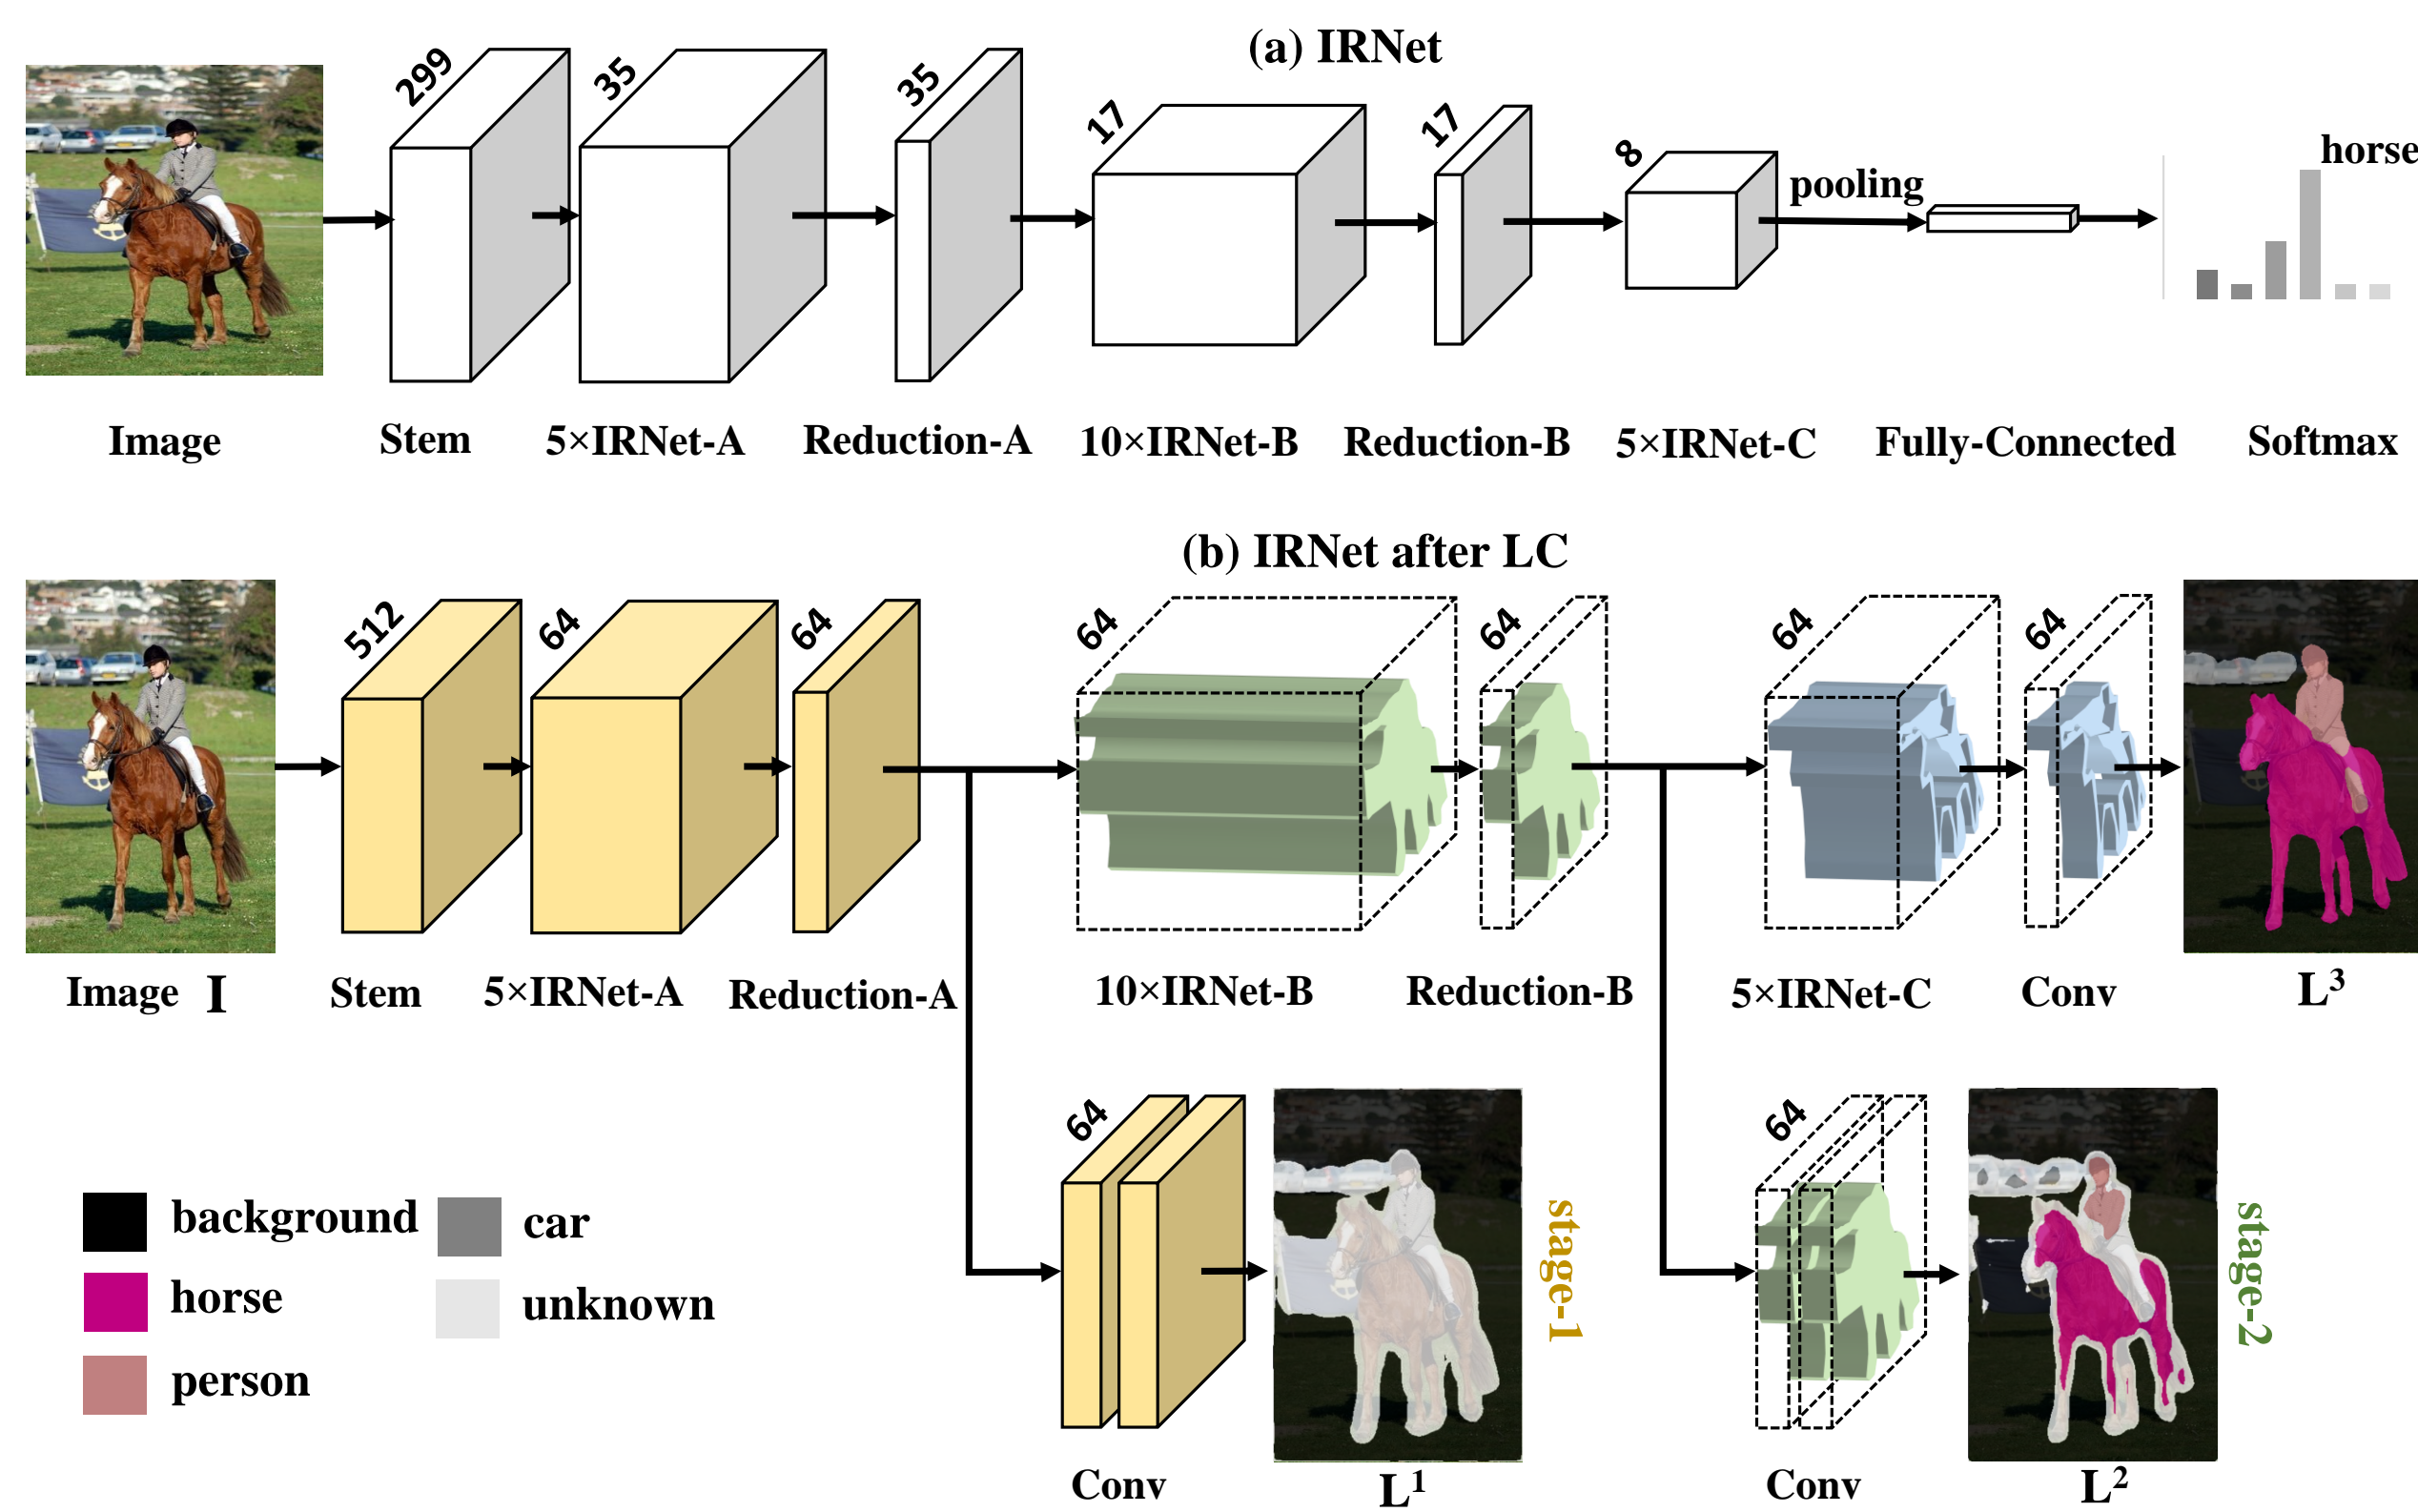 (a) IRNet
299
35
35
17
17
8
pooling
horse
Image
Stem
5×IRNet-A
Reduction-A
10×IRNet-B
Reduction-B
5×IRNet-C
Fully-Connected
Softmax
(b) IRNet after LC
512
64
64
64
64
64
64
Image I
Stem
5×IRNet-A
Reduction-A
10×IRNet-B
Reduction-B
5×IRNet-C
Conv
L³
64
64
stage-1
stage-2
background
car
horse
unknown
person
Conv
L¹
Conv
L²